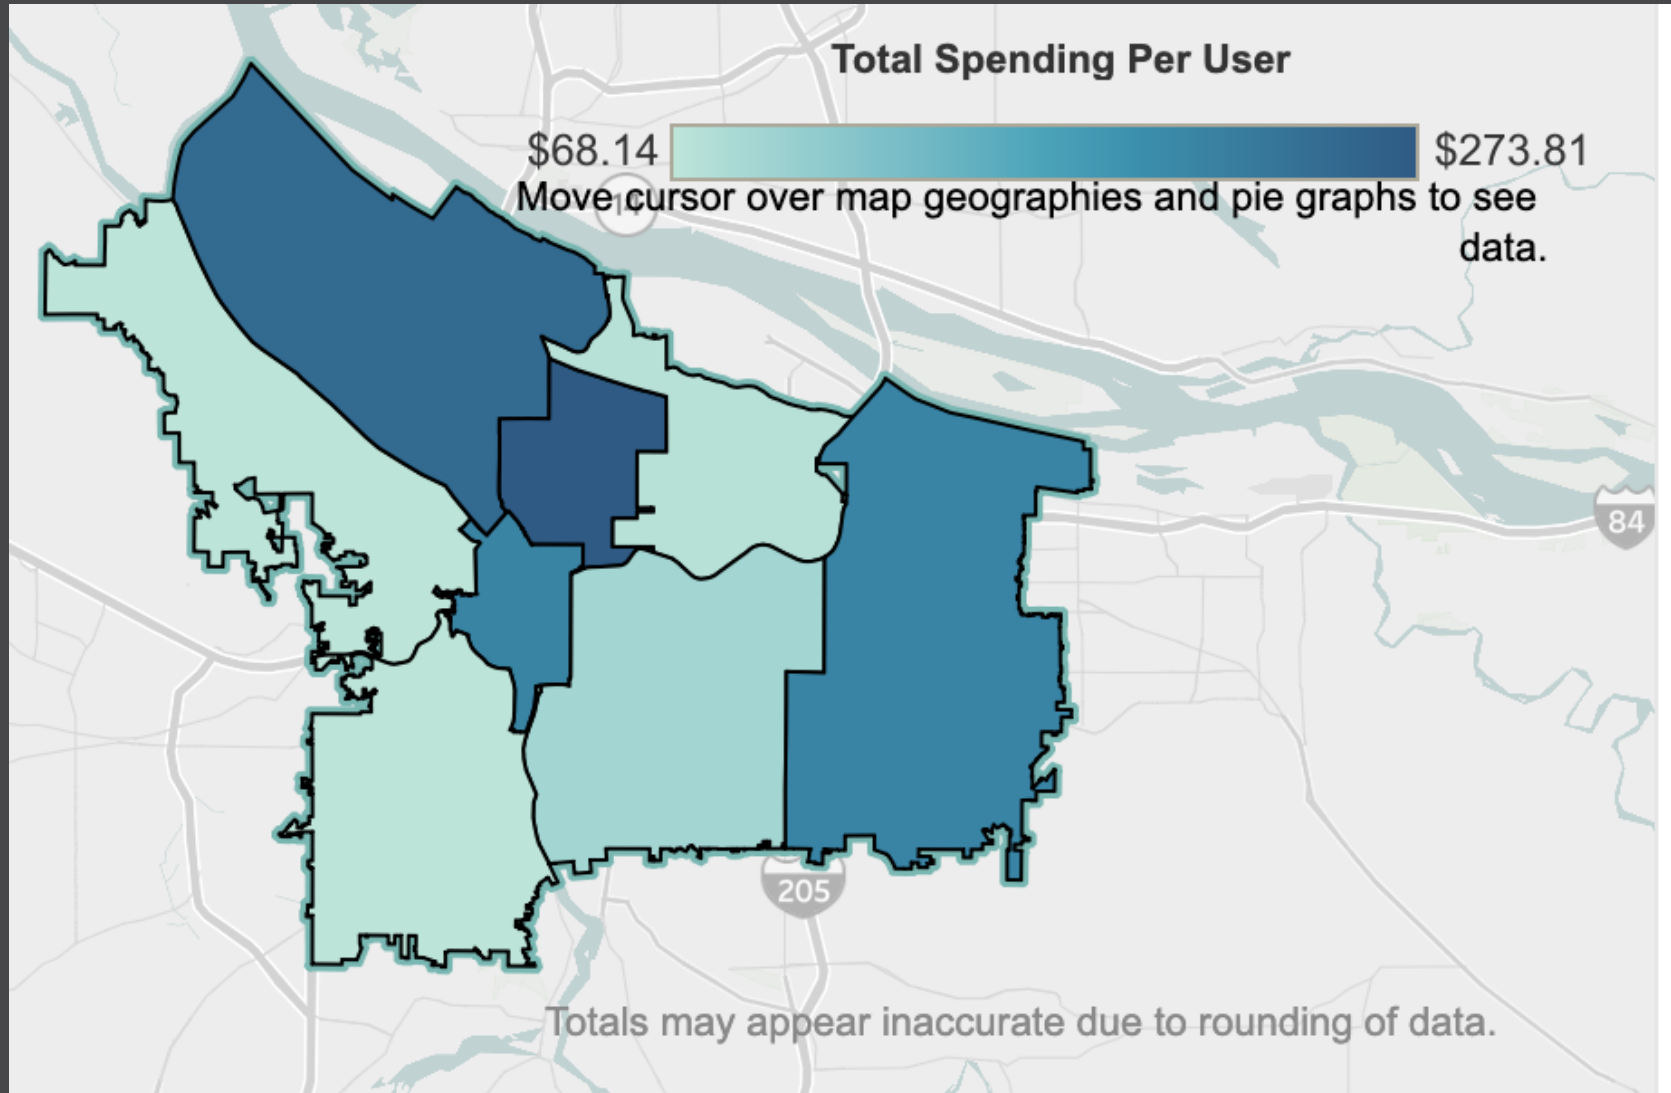 Total Spending Per User
$68.14 $273.81
Move cursor over map geographies and pie graphs to see
data.
14
84
205
Totals may appear inaccurate due to rounding of data.